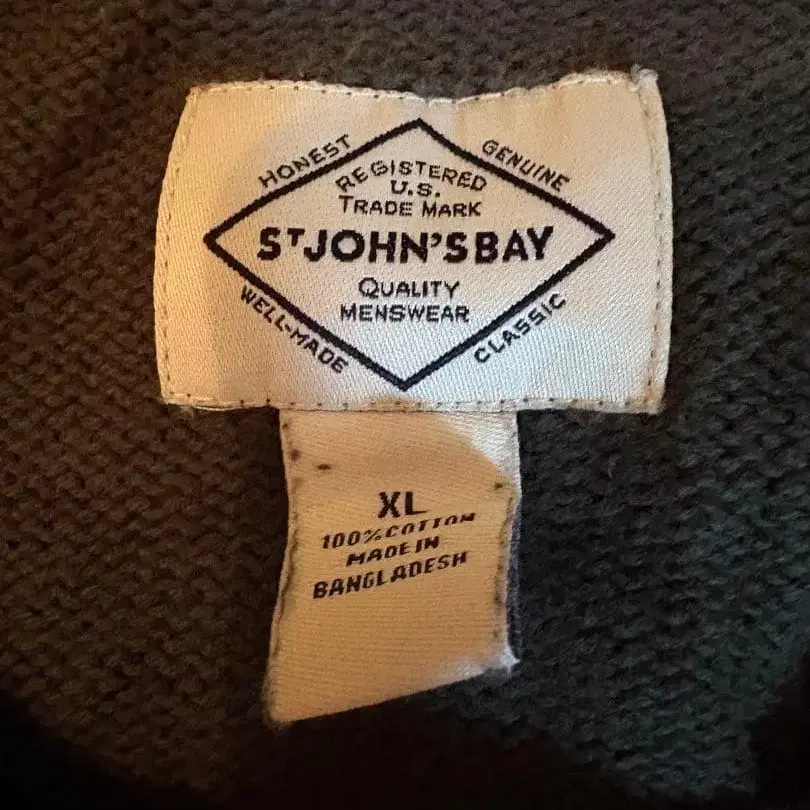 HONEST
GENUINE
REGISTERED
U.S.
TRADE MARK
ST JOHN'S BAY
QUALITY
MENSWEAR
WELL-MADE
CLASSIC
XL
100% COTTON
MADE IN
BANGLADESH